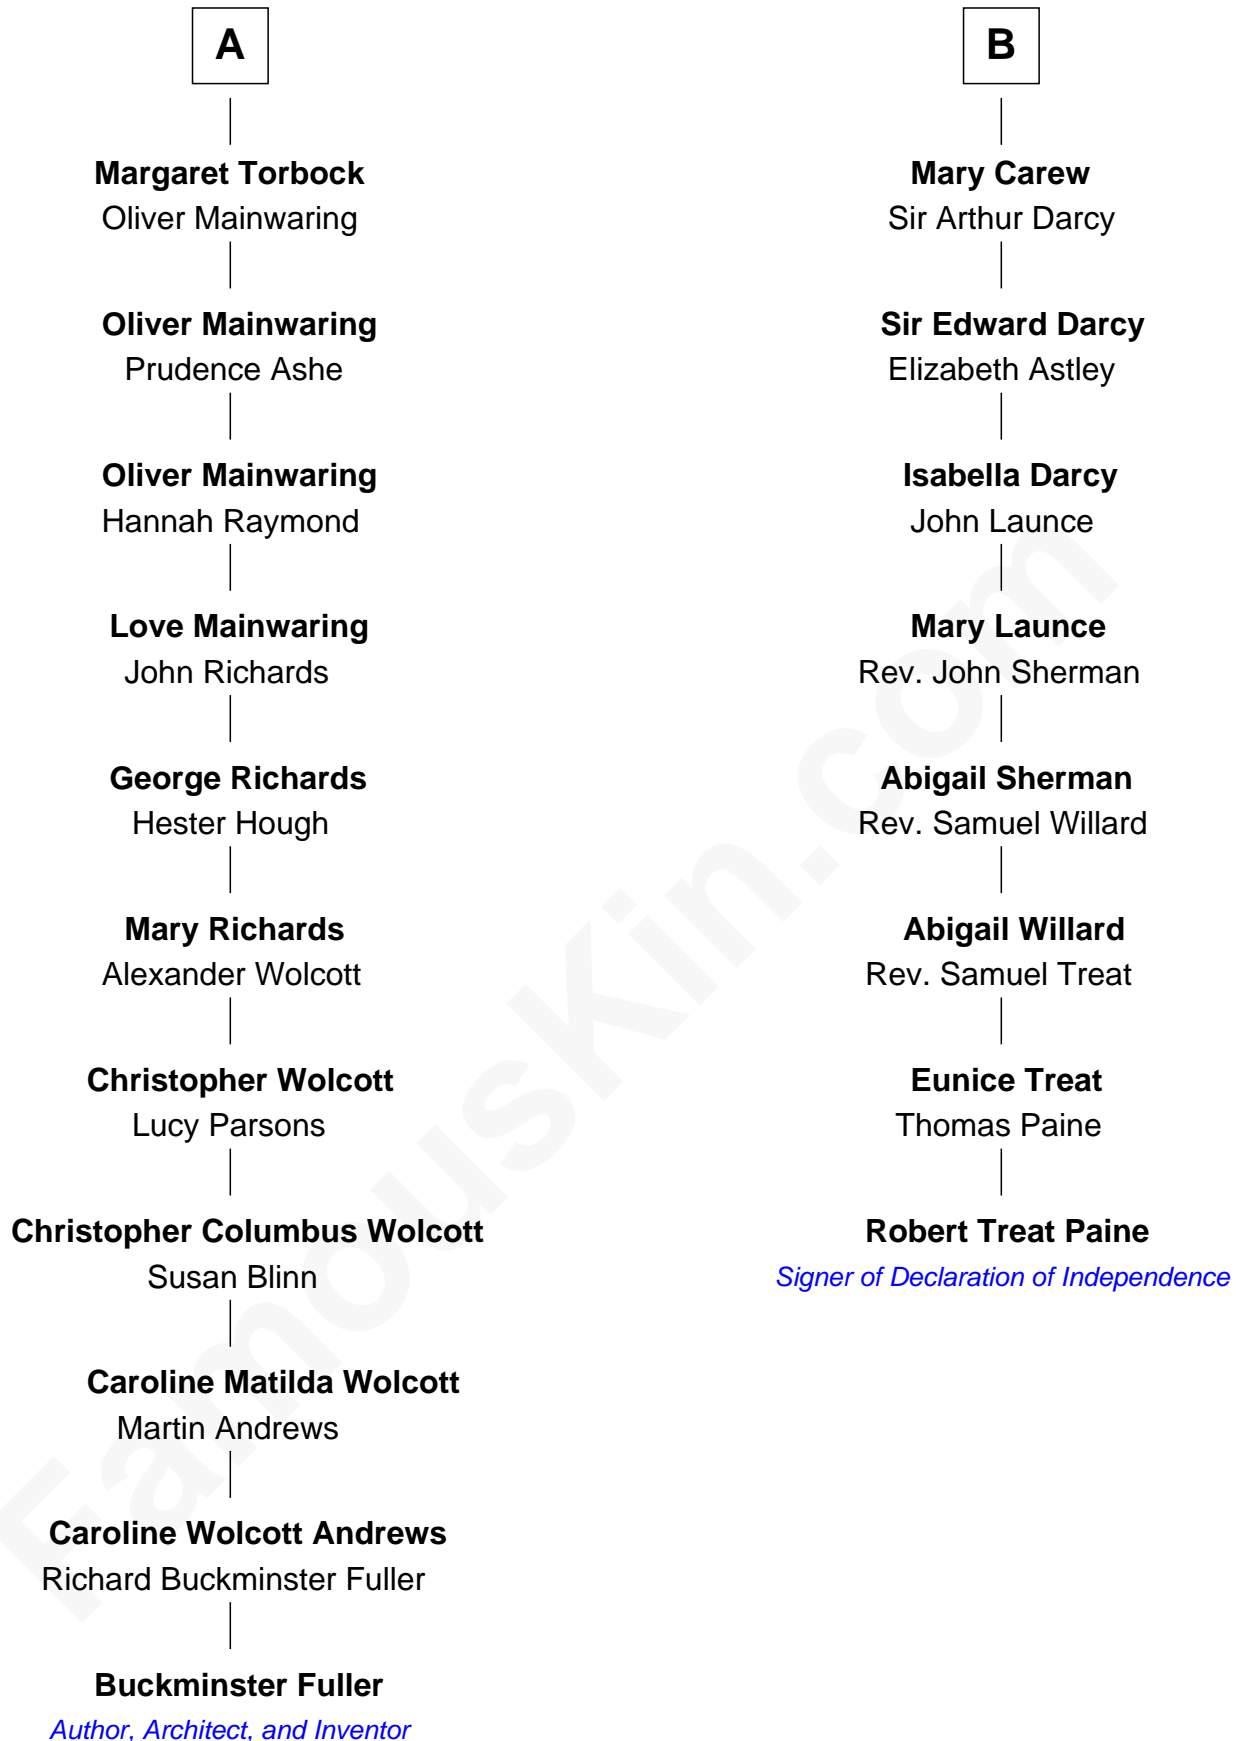 A
Margaret Torbock
Oliver Mainwaring
Oliver Mainwaring
Prudence Ashe
Oliver Mainwaring
Hannah Raymond
Love Mainwaring
John Richards
George Richards
Hester Hough
Mary Richards
Alexander Wolcott
Christopher Wolcott
Lucy Parsons
Christopher Columbus Wolcott
Susan Blinn
Caroline Matilda Wolcott
Martin Andrews
Caroline Wolcott Andrews
Richard Buckminster Fuller
Buckminster Fuller
Author, Architect, and Inventor
B
Mary Carew
Sir Arthur Darcy
Sir Edward Darcy
Elizabeth Astley
Isabella Darcy
John Launce
Mary Launce
Rev. John Sherman
Abigail Sherman
Rev. Samuel Willard
Abigail Willard
Rev. Samuel Treat
Eunice Treat
Thomas Paine
Robert Treat Paine
Signer of Declaration of Independence
FamousKin.com